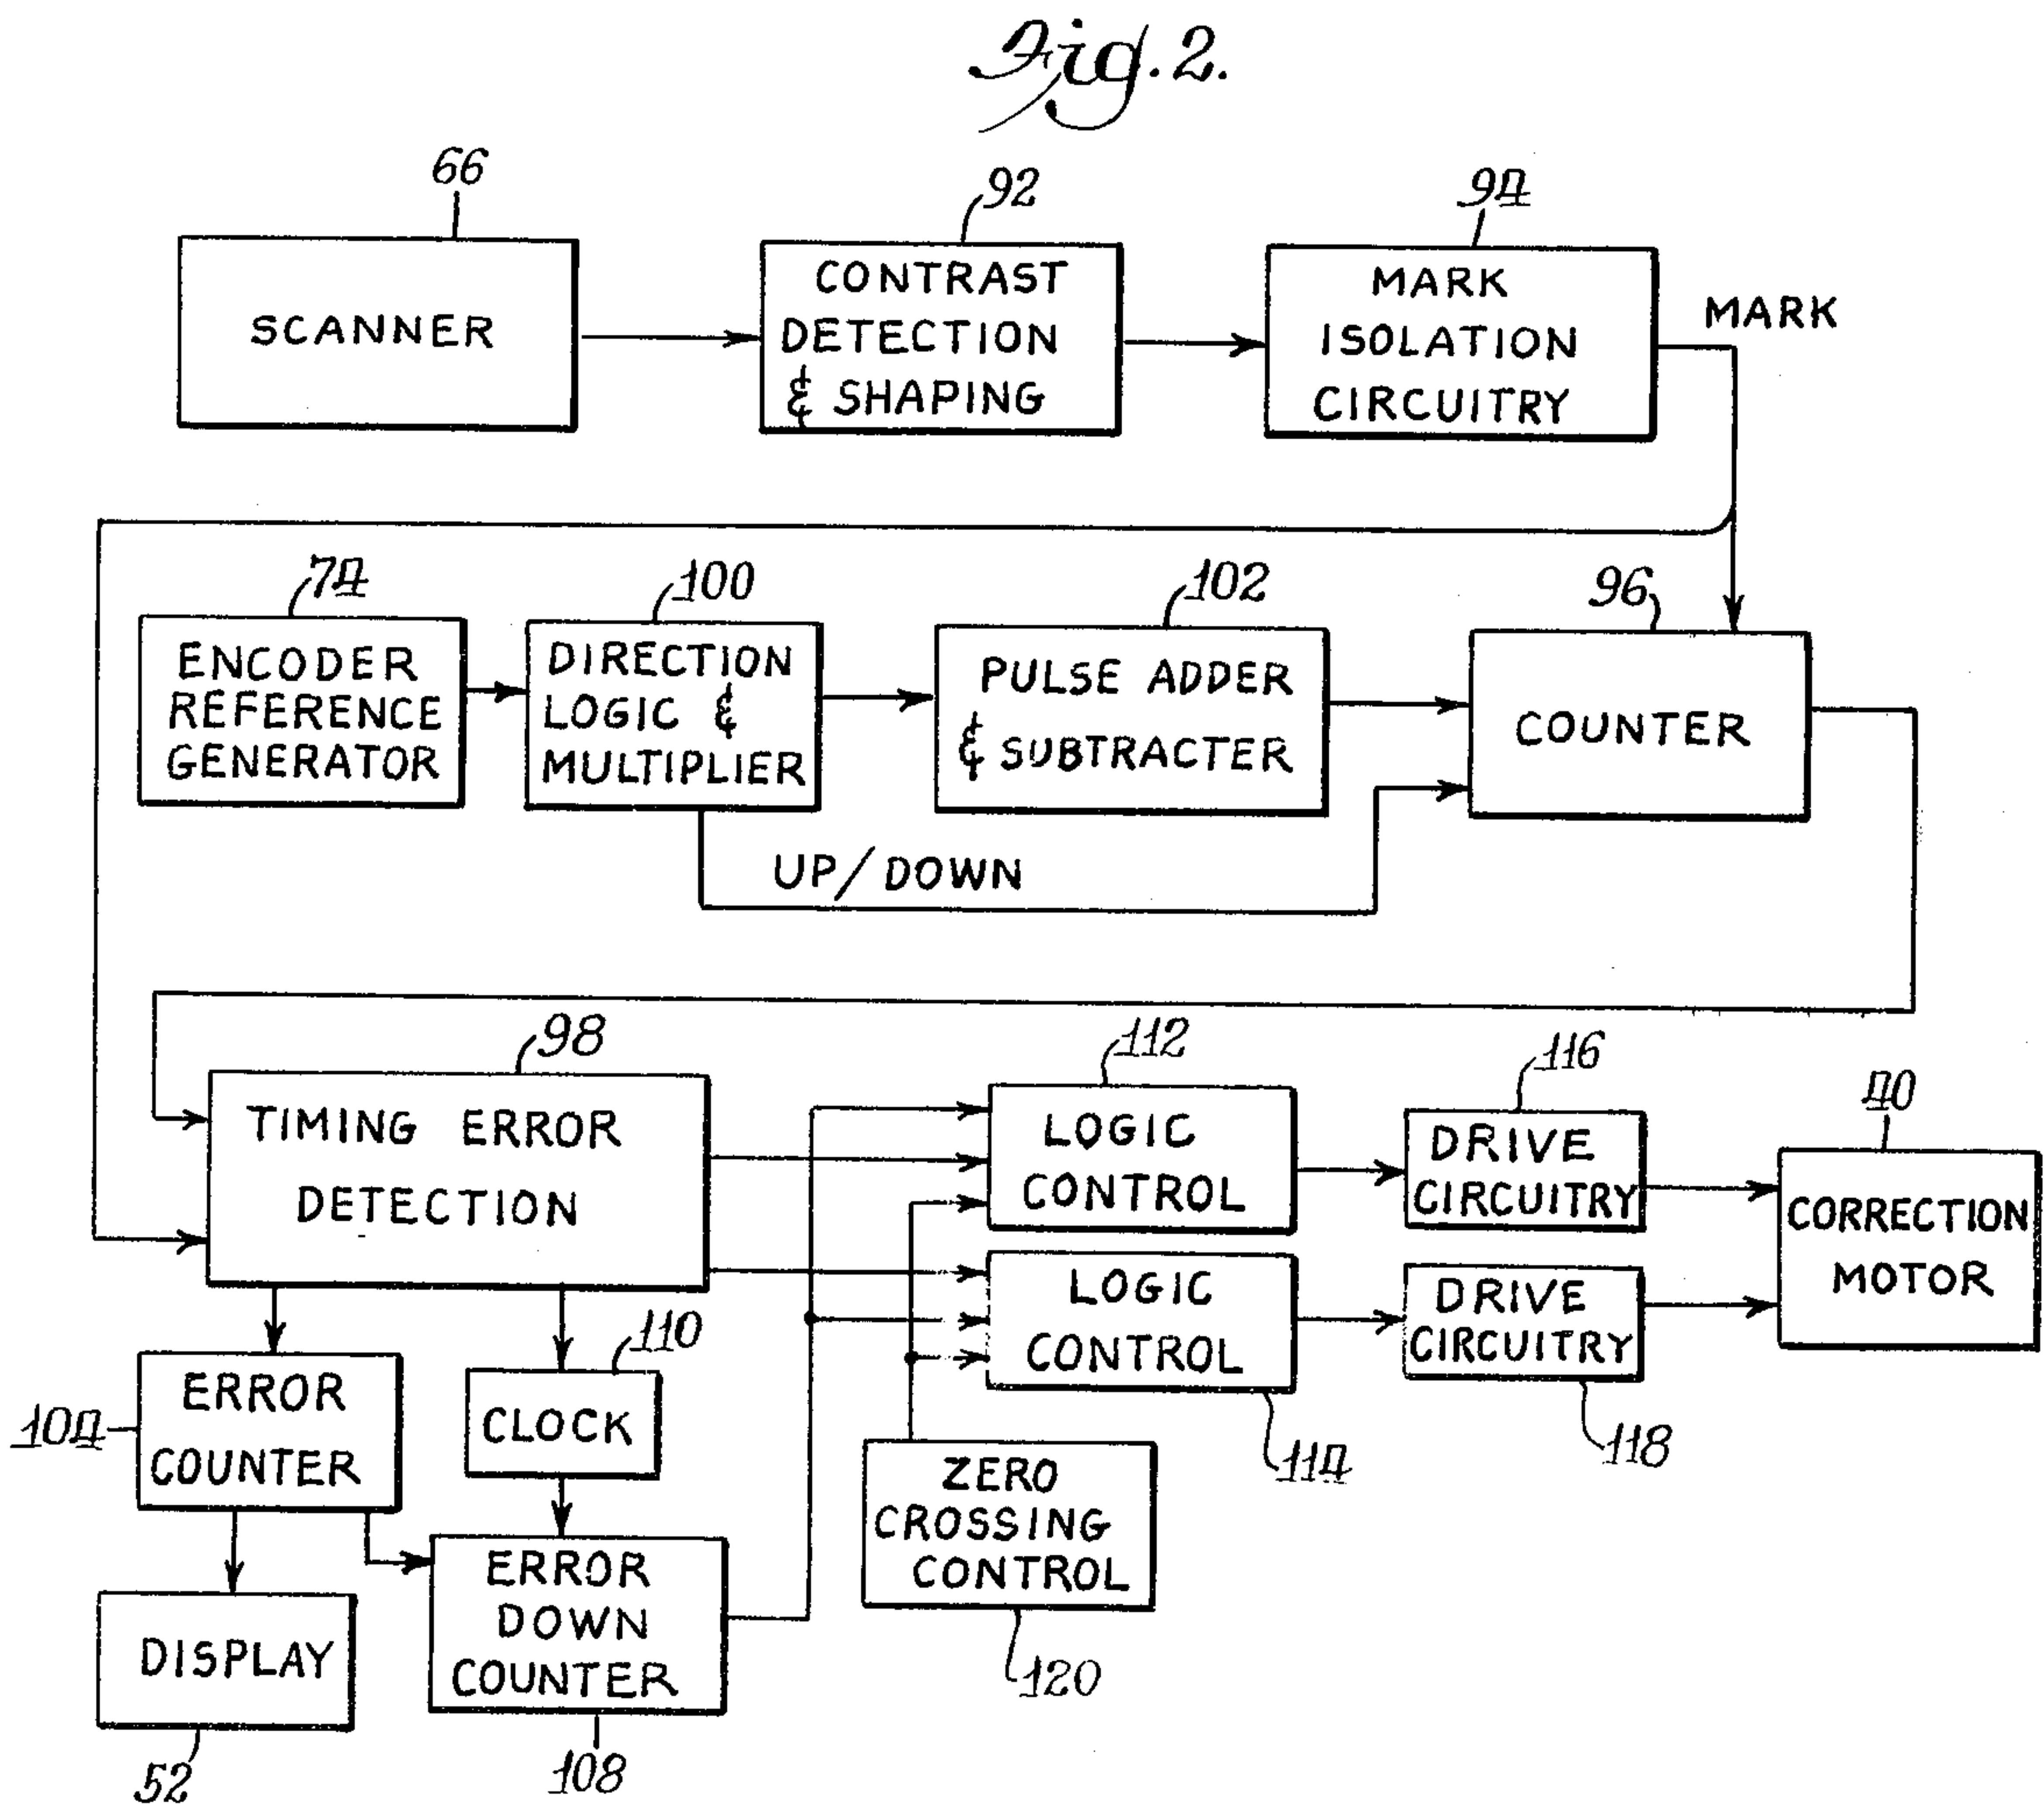 Fig. 2.
66
92
94
SCANNER
CONTRAST
DETECTION
& SHAPING
MARK
ISOLATION
CIRCUITRY
MARK
74
100
102
96
ENCODER
REFERENCE
GENERATOR
DIRECTION
LOGIC &
MULTIPLIER
PULSE ADDER
& SUBTRACTER
COUNTER
UP/DOWN
98
112
116
40
TIMING ERROR
DETECTION
LOGIC
CONTROL
DRIVE
CIRCUITRY
CORRECTION
MOTOR
LOGIC
CONTROL
DRIVE
CIRCUITRY
110
104
ERROR
COUNTER
CLOCK
114
118
ZERO
CROSSING
CONTROL
DISPLAY
ERROR
DOWN
COUNTER
120
52
108